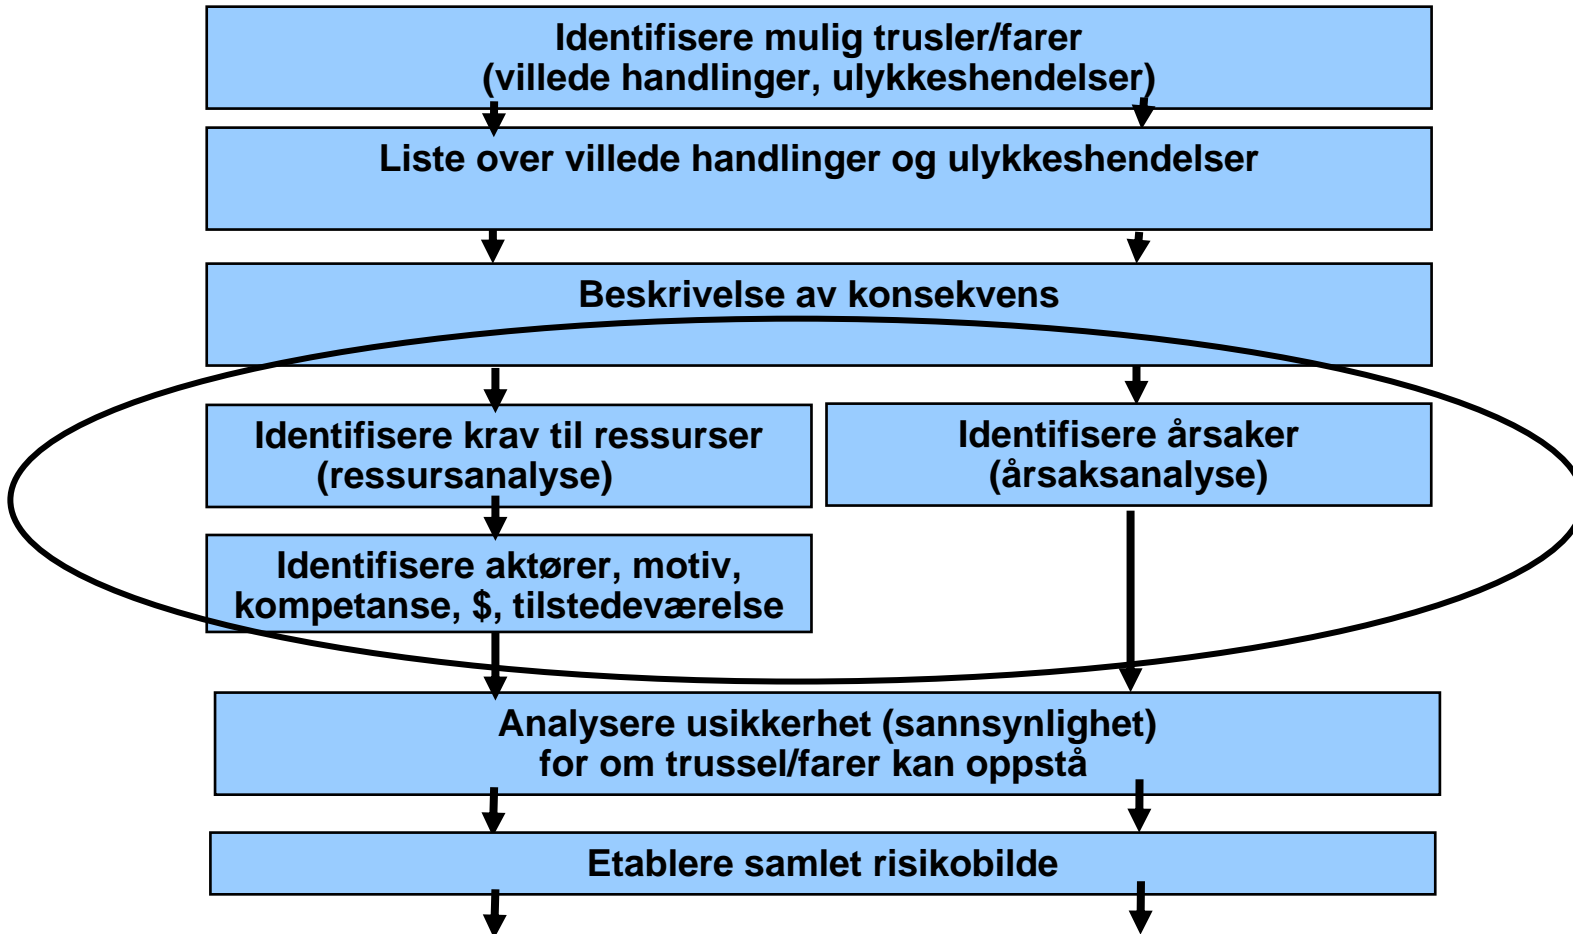 Identifisere mulig trusler/farer
(villede handlinger, ulykkeshendelser)
Liste over villede handlinger og ulykkeshendelser
Beskrivelse av konsekvens
Identifisere krav til ressurser
(ressursanalyse)
Identifisere årsaker
(årsaksanalyse)
Identifisere aktører, motiv,
kompetanse, $, tilstedeværelse
Analysere usikkerhet (sannsynlighet)
for om trussel/farer kan oppstå
Etablere samlet risikobilde